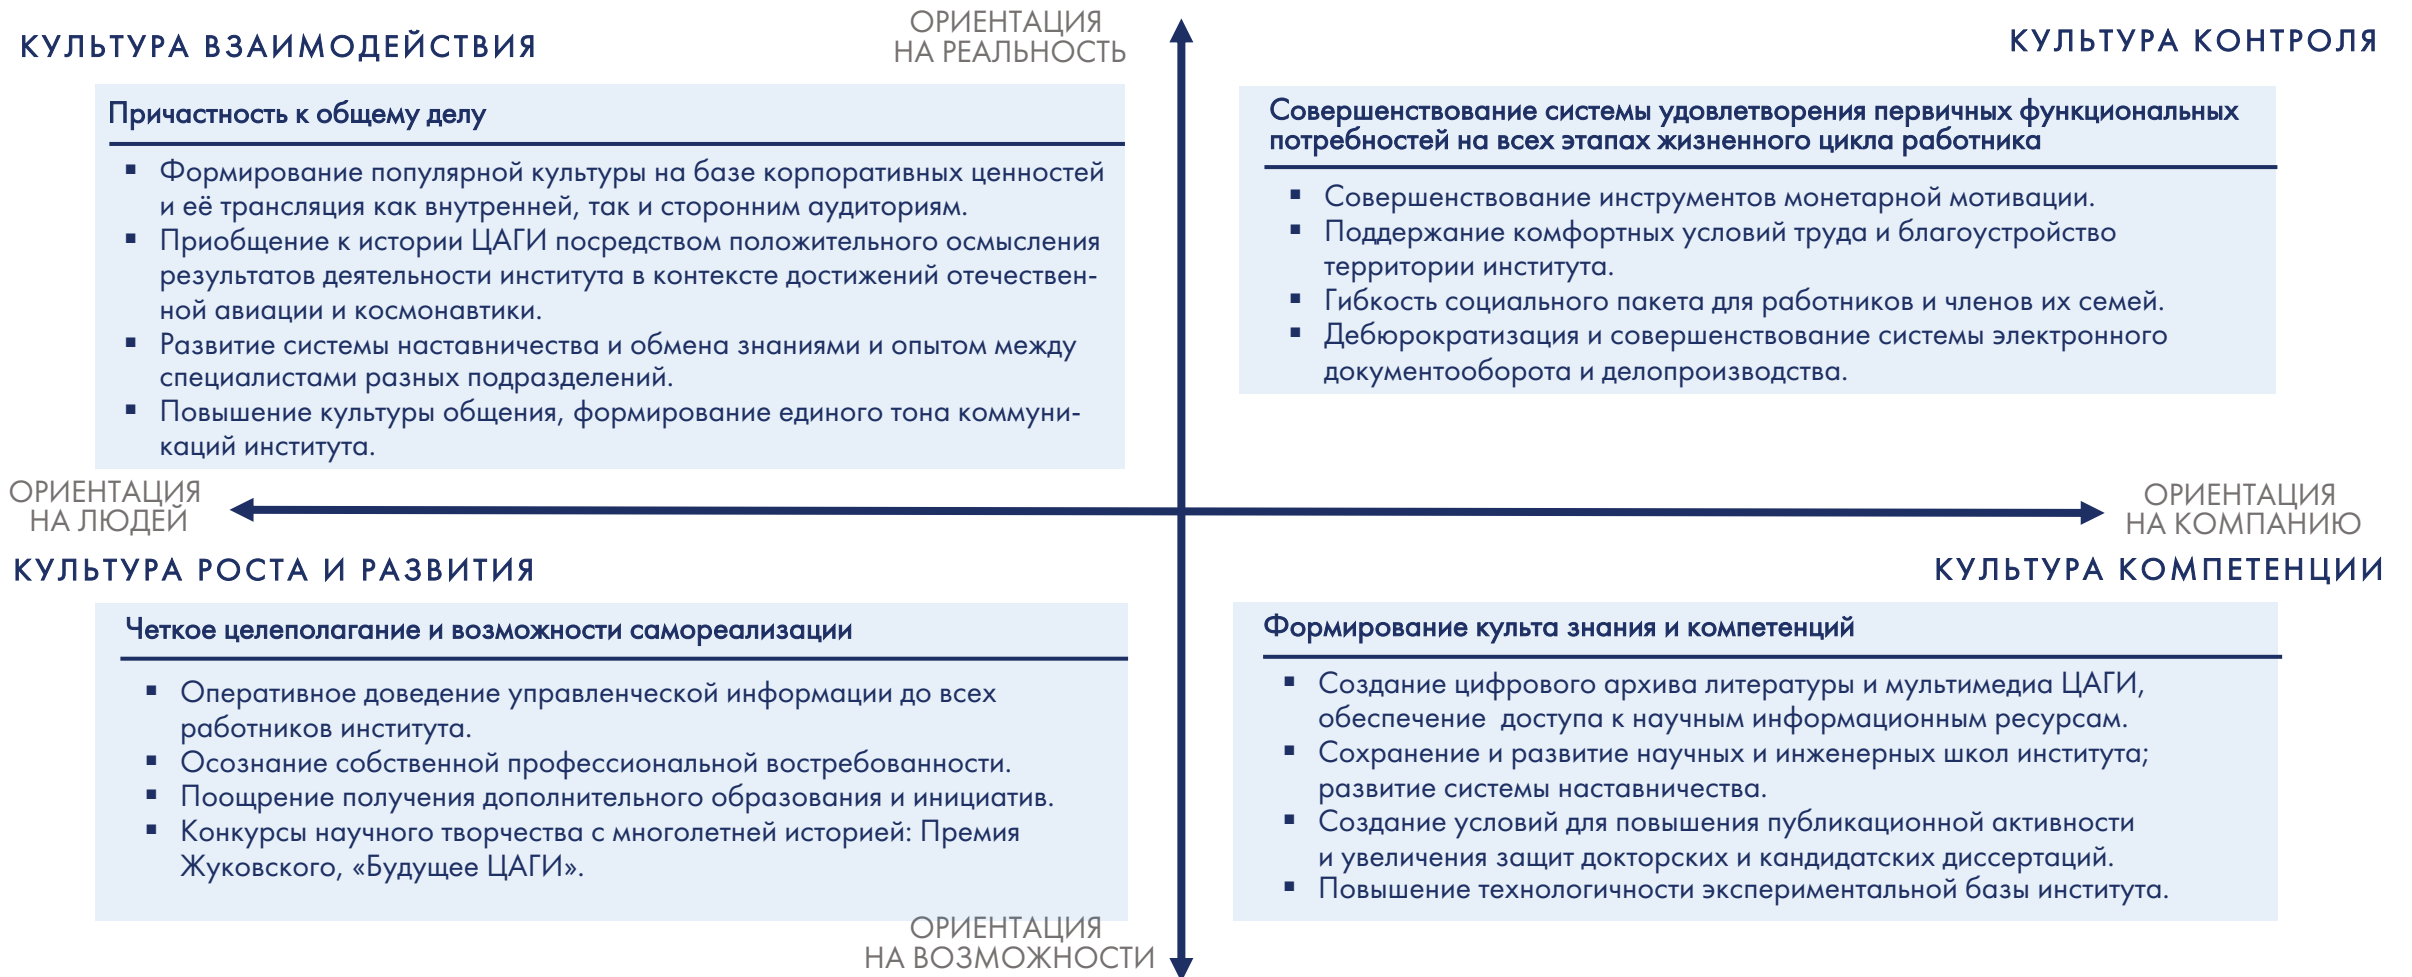 ОРИЕНТАЦИЯ
НА РЕАЛЬНОСТЬ
КУЛЬТУРА ВЗАИМОДЕЙСТВИЯ
Причастность к общему делу
▪ Формирование популярной культуры на базе корпоративных ценностей
и её трансляция как внутренней, так и сторонним аудиториям.
▪ Приобщение к истории ЦАГИ посредством положительного осмысления
результатов деятельности института в контексте достижений отечествен-
ной авиации и космонавтики.
▪ Развитие системы наставничества и обмена знаниями и опытом между
специалистами разных подразделений.
▪ Повышение культуры общения, формирование единого тона коммуни-
каций института.
КУЛЬТУРА КОНТРОЛЯ
Совершенствование системы удовлетворения первичных функциональных
потребностей на всех этапах жизненного цикла работника
▪ Совершенствование инструментов монетарной мотивации.
▪ Поддержание комфортных условий труда и благоустройство
территории института.
▪ Гибкость социального пакета для работников и членов их семей.
▪ Дебюрократизация и совершенствование системы электронного
документооборота и делопроизводства.
ОРИЕНТАЦИЯ
НА ЛЮДЕЙ
ОРИЕНТАЦИЯ
НА КОМПАНИЮ
КУЛЬТУРА РОСТА И РАЗВИТИЯ
Четкое целеполагание и возможности самореализации
▪ Оперативное доведение управленческой информации до всех
работников института.
▪ Осознание собственной профессиональной востребованности.
▪ Поощрение получения дополнительного образования и инициатив.
▪ Конкурсы научного творчества с многолетней историей: Премия
Жуковского, «Будущее ЦАГИ».
КУЛЬТУРА КОМПЕТЕНЦИИ
Формирование культа знания и компетенций
▪ Создание цифрового архива литературы и мультимедиа ЦАГИ,
обеспечение доступа к научным информационным ресурсам.
▪ Сохранение и развитие научных и инженерных школ института;
развитие системы наставничества.
▪ Создание условий для повышения публикационной активности
и увеличения защит докторских и кандидатских диссертаций.
▪ Повышение технологичности экспериментальной базы института.
ОРИЕНТАЦИЯ
НА ВОЗМОЖНОСТИ